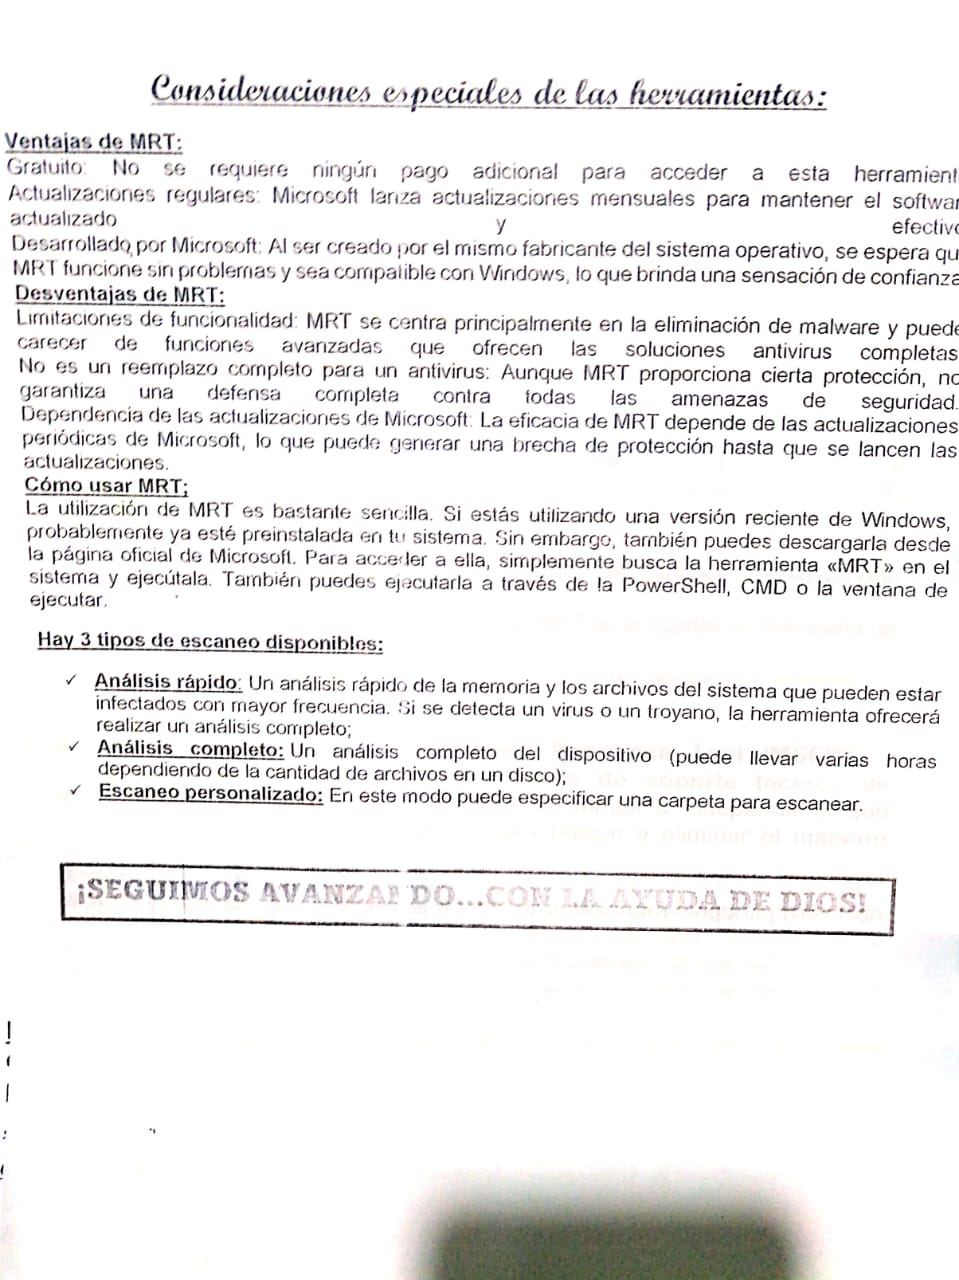 Consideraciones especiales de las herramientas:
Ventajas de MRT:
Gratuito: No se requiere ningún pago adicional para acceder a esta herramient
Actualizaciones regulares: Microsoft lanza actualizaciones mensuales para mantener el softwar
actualizado y efectivo
Desarrollado por Microsoft: Al ser creado por el mismo fabricante del sistema operativo, se espera qu
MRT funcione sin problemas y sea compatible con Windows, lo que brinda una sensación de confianza
Desventajas de MRT:
Limitaciones de funcionalidad: MRT se centra principalmente en la eliminación de malware y puede
carecer de funciones avanzadas que ofrecen las soluciones antivirus completas
No es un reemplazo completo para un antivirus: Aunque MRT proporciona cierta protección, no
garantiza una defensa completa contra todas las amenazas de seguridad.
Dependencia de las actualizaciones de Microsoft: La eficacia de MRT depende de las actualizaciones
periódicas de Microsoft, lo que puede generar una brecha de protección hasta que se lancen las
actualizaciones.
Cómo usar MRT;
La utilización de MRT es bastante sencilla. Si estás utilizando una versión reciente de Windows,
probablemente ya esté preinstalada en tu sistema. Sin embargo, también puedes descargarla desde
la página oficial de Microsoft. Para acceder a ella, simplemente busca la herramienta «MRT» en el
sistema y ejecútala. También puedes ejecutarla a través de la PowerShell, CMD o la ventana de
ejecutar.
Hay 3 tipos de escaneo disponibles:
✓ Análisis rápido: Un análisis rápido de la memoria y los archivos del sistema que pueden estar
infectados con mayor frecuencia. Si se detecta un virus o un troyano, la herramienta ofrecerá
realizar un análisis completo;
✓ Análisis completo: Un análisis completo del dispositivo (puede llevar varias horas
dependiendo de la cantidad de archivos en un disco);
✓ Escaneo personalizado: En este modo puede especificar una carpeta para escanear.
¡SEGUIMOS AVANZANDO...CON LA AYUDA DE DIOS!